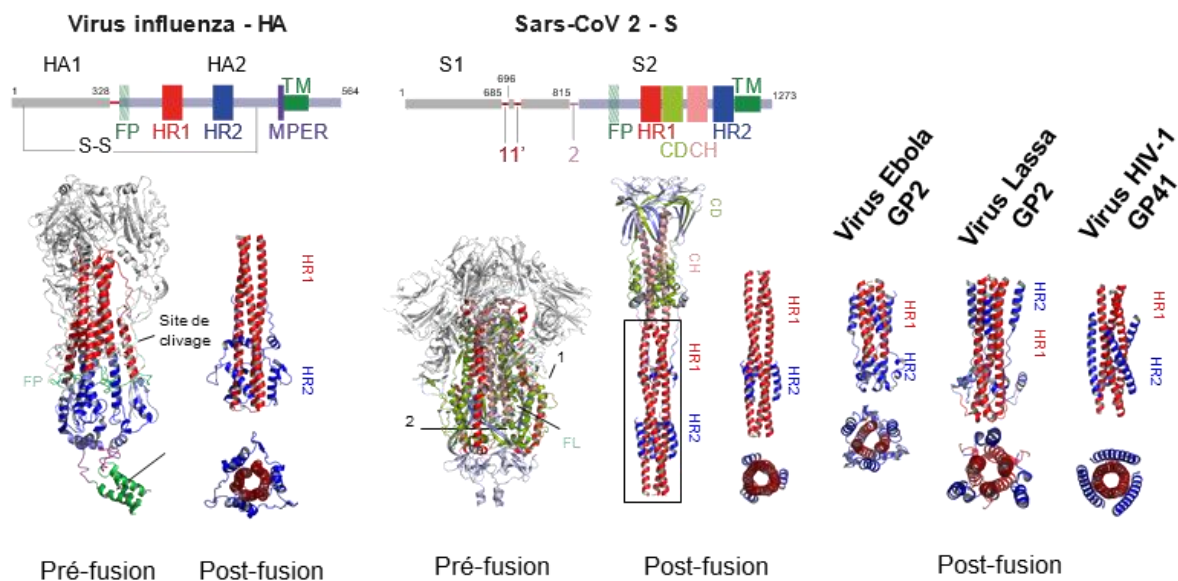 Virus influenza - HA
HA1
HA2
1
328
TM
564
FP
HR1
HR2
MPER
S-S
HR1
Site de
clivage
HR2
FP
Pré-fusion
Post-fusion
Sars-CoV 2 - S
S1
S2
696
TM
1
685
815
1273
FP
HR1
HR2
CDCH
11'
2
CD
CH
HR1
HR1
1
HR2
HR2
2
FL
Pré-fusion
Post-fusion
Virus Ebola
GP2
Virus Lassa
GP2
Virus HIV-1
GP41
HR1
HR2
HR2
HR1
HR1
HR2
Post-fusion